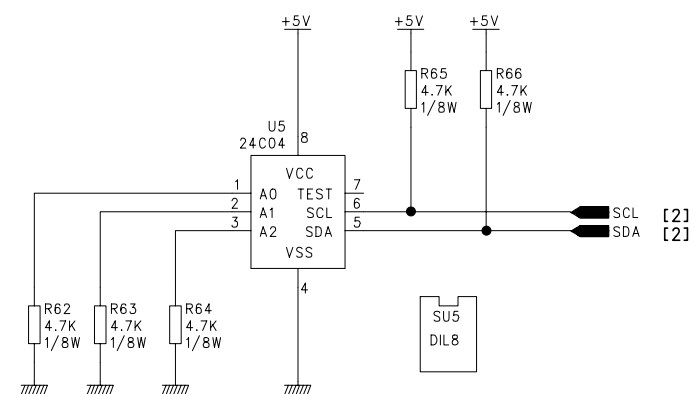 +5V
+5V
+5V
R65
4.7K
1/8W
R66
4.7K
1/8W
U5
24C04
8
VCC
1
A0
TEST
7
2
A1
SCL
6
3
A2
SDA
5
VSS
4
SCL [2]
SDA [2]
R62
4.7K
1/8W
R63
4.7K
1/8W
R64
4.7K
1/8W
SU5
DIL8